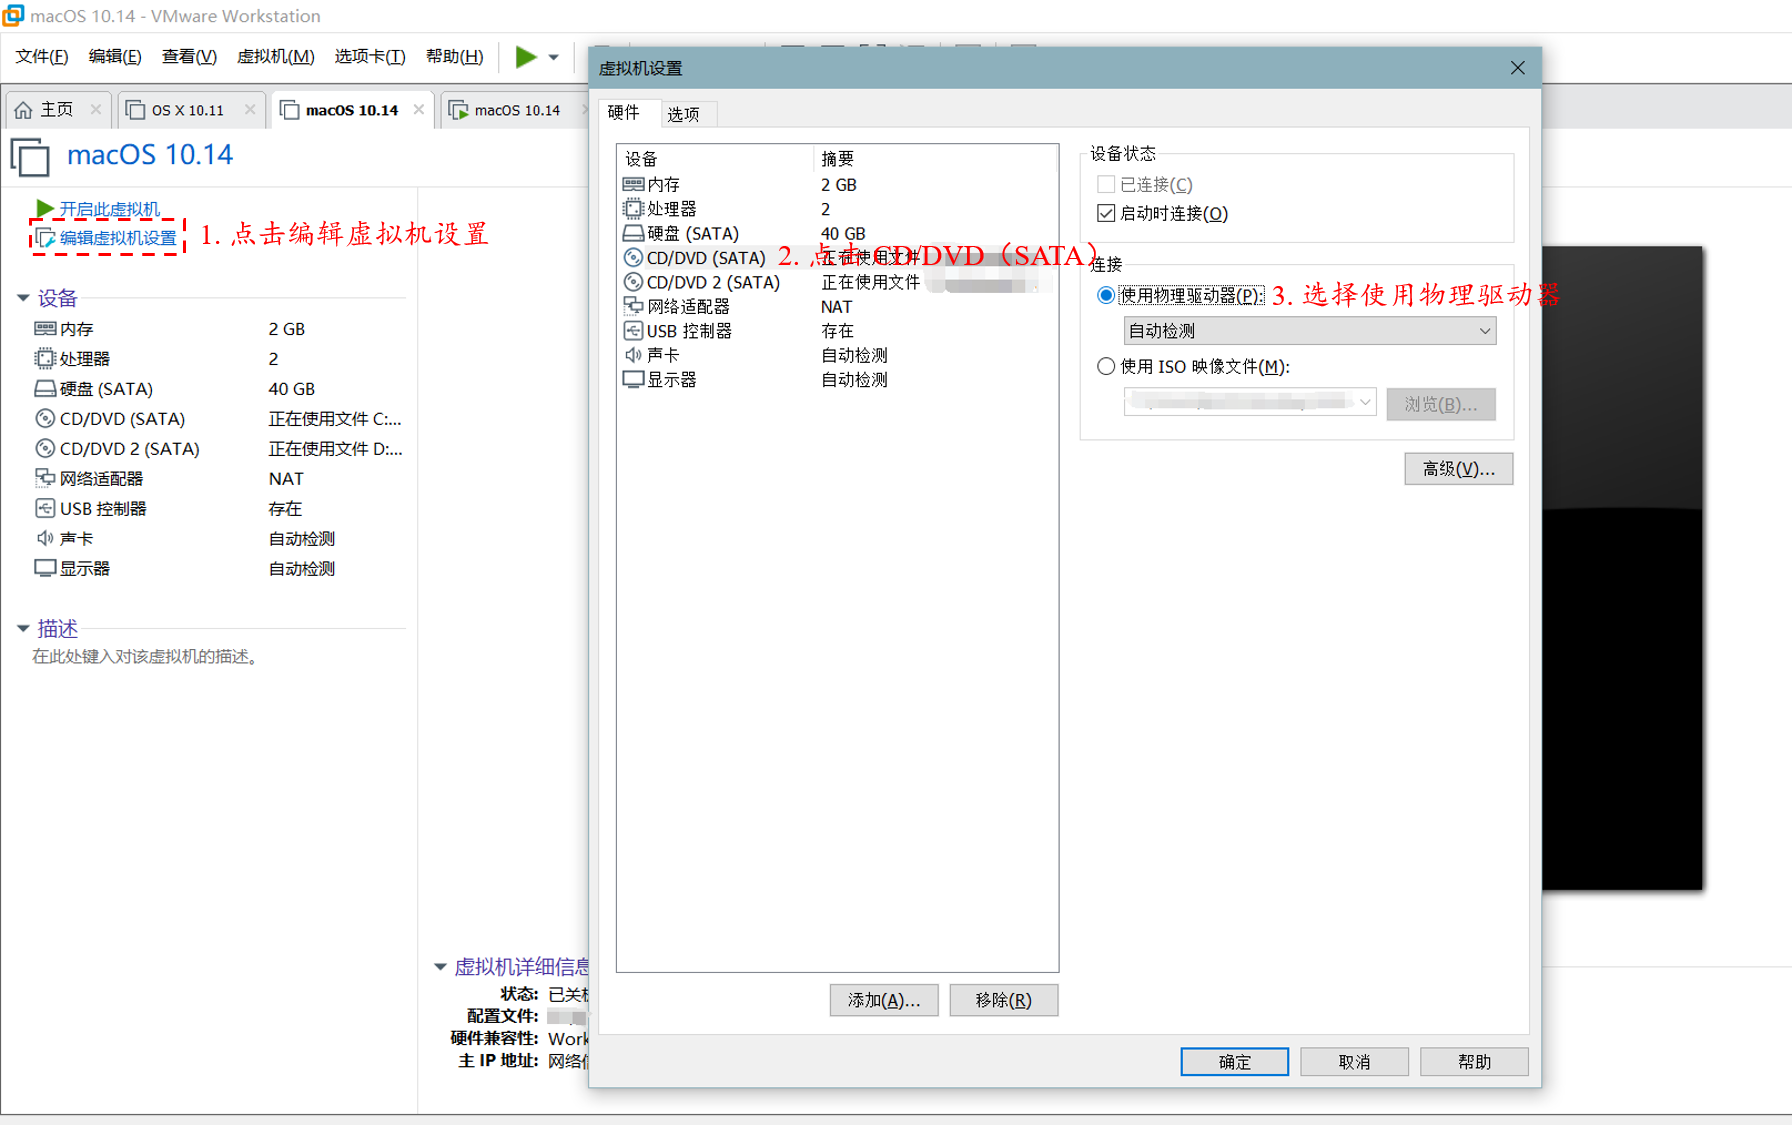 macOS 10.14 - VMware Workstation
文件(F) 编辑(E) 查看(V) 虚拟机(M) 选项卡(T) 帮助(H)
主页 OS X 10.11 macOS 10.14 macOS 10.14
macOS 10.14
开启此虚拟机
编辑虚拟机设置
1. 点击编辑虚拟机设置
设备
内存 2 GB
处理器 2
硬盘 (SATA) 40 GB
CD/DVD (SATA) 正在使用文件 C:...
CD/DVD 2 (SATA) 正在使用文件 D:...
网络适配器 NAT
USB 控制器 存在
声卡 自动检测
显示器 自动检测
描述
在此处键入对该虚拟机的描述。
虚拟机详细信息
状态: 已关
配置文件:
硬件兼容性: Work
主 IP 地址: 网络
虚拟机设置
硬件 选项
设备 摘要
内存 2 GB
处理器 2
硬盘 (SATA) 40 GB
CD/DVD (SATA) 正在使用文件
2. 点击 CD/DVD（SATA）
CD/DVD 2 (SATA) 正在使用文件
网络适配器 NAT
USB 控制器 存在
声卡 自动检测
显示器 自动检测
添加(A)... 移除(R)
设备状态
已连接(C)
启动时连接(O)
连接
使用物理驱动器(P):
3. 选择使用物理驱动器
自动检测
使用 ISO 映像文件(M):
浏览(B)...
高级(V)...
确定 取消 帮助